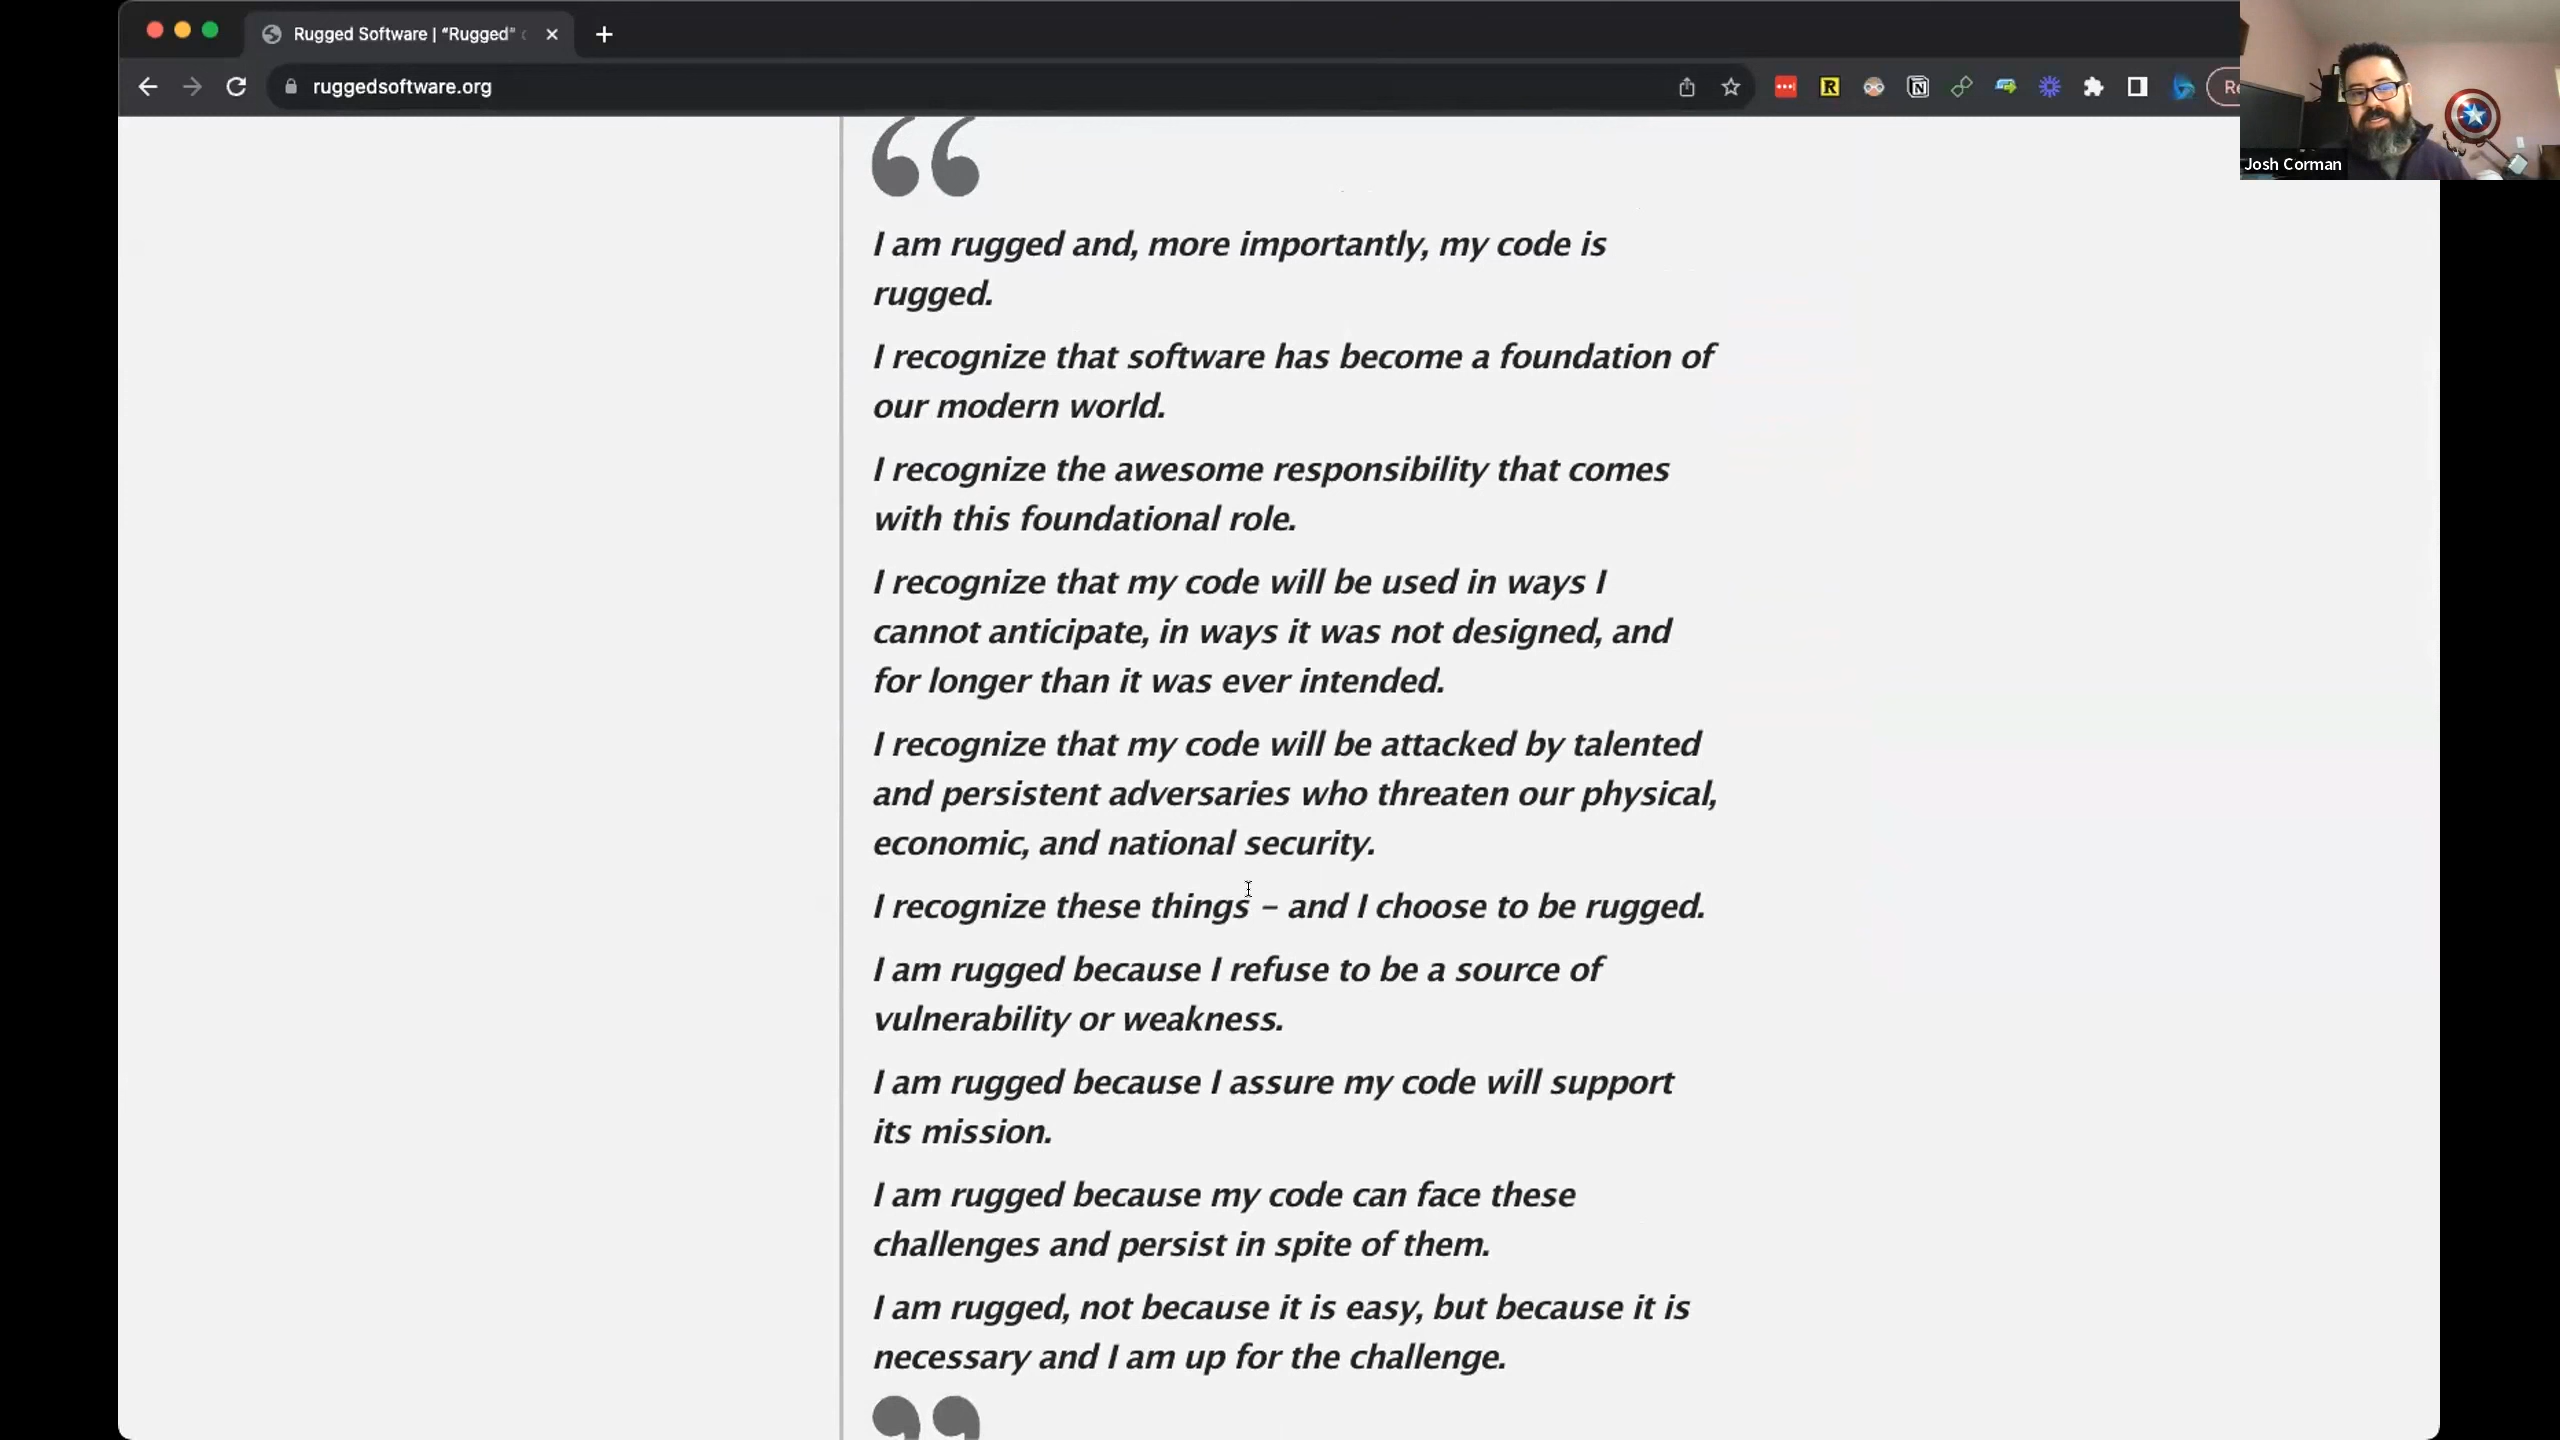 Rugged Software | “Rugged”
ruggedsoftware.org
Josh Corman
“
I am rugged and, more importantly, my code is
rugged.
I recognize that software has become a foundation of
our modern world.
I recognize the awesome responsibility that comes
with this foundational role.
I recognize that my code will be used in ways I
cannot anticipate, in ways it was not designed, and
for longer than it was ever intended.
I recognize that my code will be attacked by talented
and persistent adversaries who threaten our physical,
economic, and national security.
I recognize these things – and I choose to be rugged.
I am rugged because I refuse to be a source of
vulnerability or weakness.
I am rugged because I assure my code will support
its mission.
I am rugged because my code can face these
challenges and persist in spite of them.
I am rugged, not because it is easy, but because it is
necessary and I am up for the challenge.
”